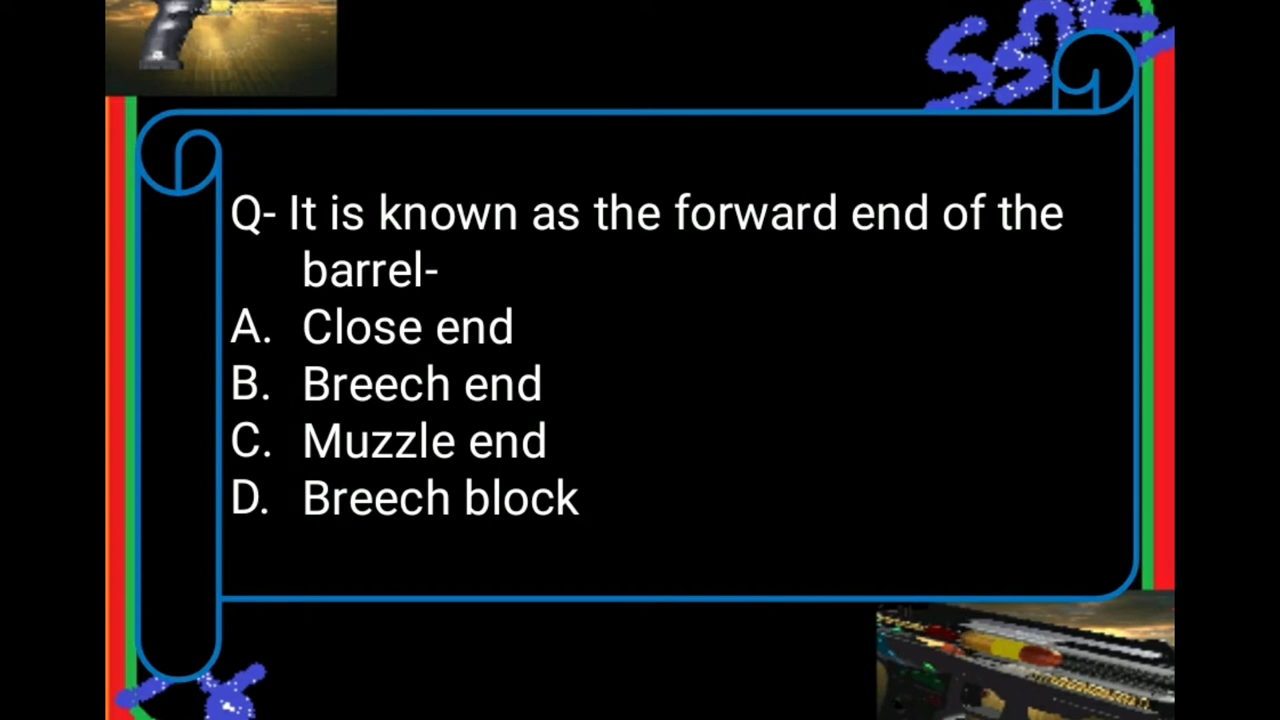 Q- It is known as the forward end of the
barrel-
A. Close end
B. Breech end
C. Muzzle end
D. Breech block